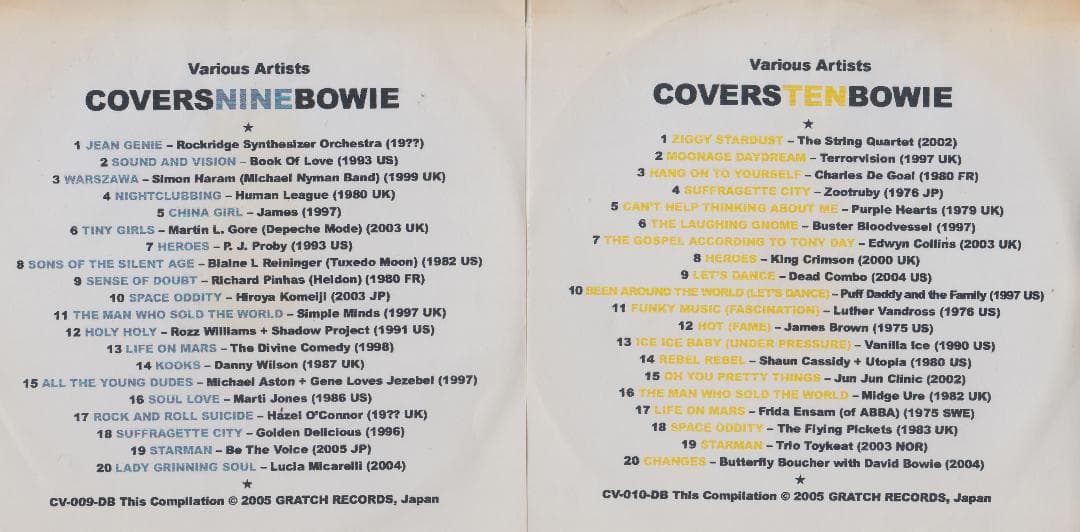 Various Artists
COVERSNINEBOWIE
★
1 JEAN GENIE – Rockridge Synthesizer Orchestra (19??)
2 SOUND AND VISION – Book Of Love (1993 US)
3 WARSZAWA – Simon Haram (Michael Nyman Band) (1999 UK)
4 NIGHTCLUBBING – Human League (1980 UK)
5 CHINA GIRL – James (1997)
6 TINY GIRLS – Martin L. Gore (Depeche Mode) (2003 UK)
7 HEROES – P. J. Proby (1993 US)
8 SONS OF THE SILENT AGE – Blaine L Reininger (Tuxedo Moon) (1982 US)
9 SENSE OF DOUBT – Richard Pinhas (Heldon) (1980 FR)
10 SPACE ODDITY – Hiroya Komeiji (2003 JP)
11 THE MAN WHO SOLD THE WORLD – Simple Minds (1997 UK)
12 HOLY HOLY – Rozz Williams + Shadow Project (1991 US)
13 LIFE ON MARS – The Divine Comedy (1998)
14 KOOKS – Danny Wilson (1987 UK)
15 ALL THE YOUNG DUDES – Michael Aston + Gene Loves Jezebel (1997)
16 SOUL LOVE – Marti Jones (1986 US)
17 ROCK AND ROLL SUICIDE – Hazel O'Connor (19?? UK)
18 SUFFRAGETTE CITY – Golden Delicious (1996)
19 STARMAN – Be The Voice (2005 JP)
20 LADY GRINNING SOUL – Lucia Micarelli (2004)
★
CV-009-DB This Compilation © 2005 GRATCH RECORDS, Japan
Various Artists
COVERSTENBOWIE
★
1 ZIGGY STARDUST – The String Quartet (2002)
2 MOONAGE DAYDREAM – Terrorvision (1997 UK)
3 HANG ON TO YOURSELF – Charles De Goal (1980 FR)
4 SUFFRAGETTE CITY – Zootruby (1976 JP)
5 CAN'T HELP THINKING ABOUT ME – Purple Hearts (1979 UK)
6 THE LAUGHING GNOME – Buster Bloodvessel (1997)
7 THE GOSPEL ACCORDING TO TONY DAY – Edwyn Collins (2003 UK)
8 HEROES – King Crimson (2000 UK)
9 LET'S DANCE – Dead Combo (2004 US)
10 BEEN AROUND THE WORLD (LET'S DANCE) – Puff Daddy and the Family (1997 US)
11 FUNKY MUSIC (FASCINATION) – Luther Vandross (1976 US)
12 HOT (FAME) – James Brown (1975 US)
13 ICE ICE BABY (UNDER PRESSURE) – Vanilla Ice (1990 US)
14 REBEL REBEL – Shaun Cassidy + Utopia (1980 US)
15 OH YOU PRETTY THINGS – Jun Jun Clinic (2002)
16 THE MAN WHO SOLD THE WORLD – Midge Ure (1982 UK)
17 LIFE ON MARS – Frida Ensam (of ABBA) (1975 SWE)
18 SPACE ODDITY – The Flying Pickets (1983 UK)
19 STARMAN – Trio Toykeat (2003 NOR)
20 CHANGES – Butterfly Boucher with David Bowie (2004)
★
CV-010-DB This Compilation © 2005 GRATCH RECORDS, Japan